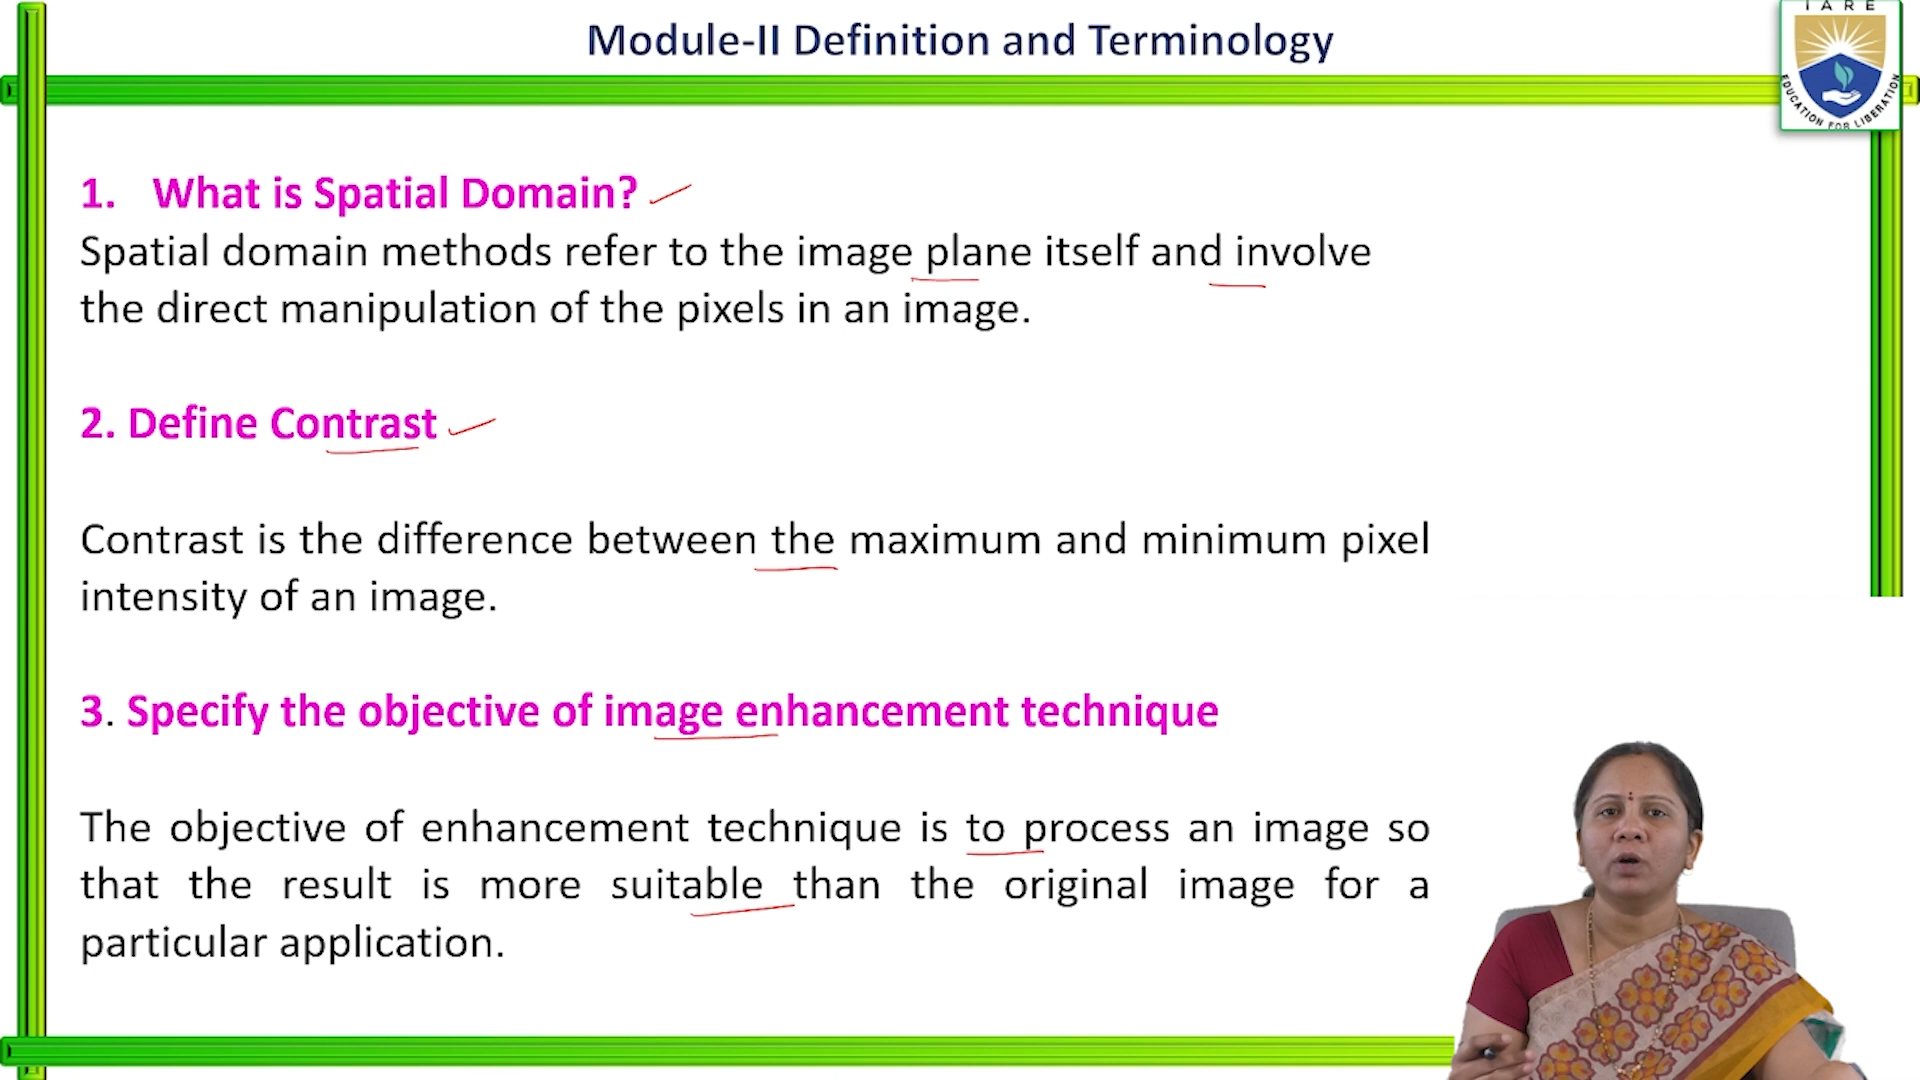 Module-II Definition and Terminology
IARE
EDUCATION FOR LIBERATION
1. What is Spatial Domain?
Spatial domain methods refer to the image plane itself and involve
the direct manipulation of the pixels in an image.
2. Define Contrast
Contrast is the difference between the maximum and minimum pixel
intensity of an image.
3. Specify the objective of image enhancement technique
The objective of enhancement technique is to process an image so
that the result is more suitable than the original image for a
particular application.